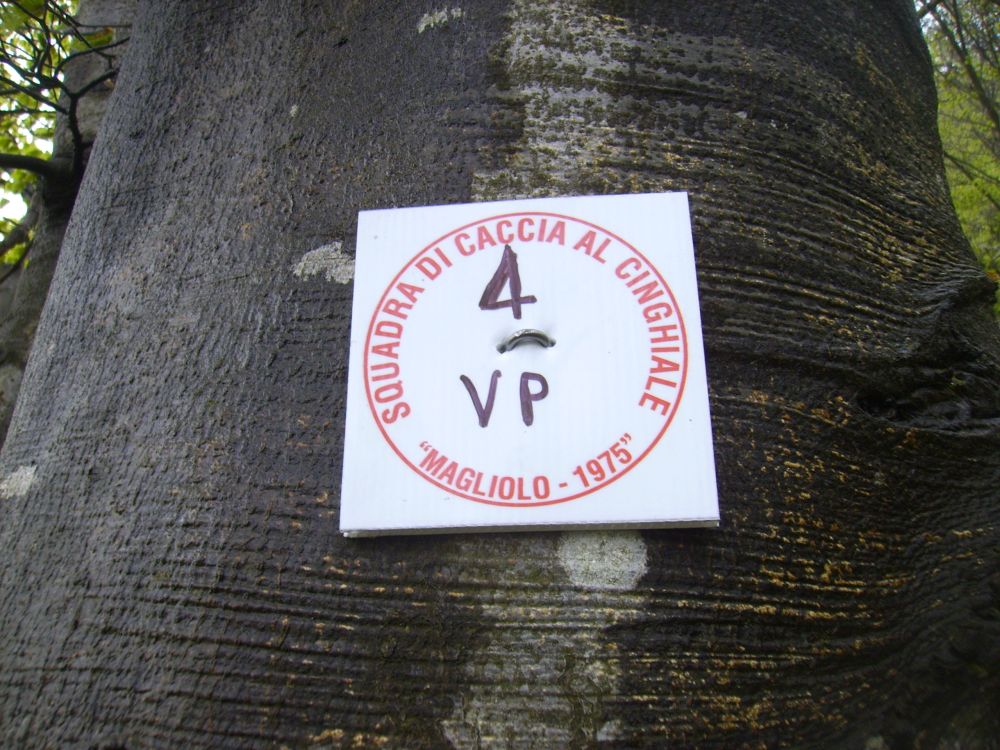 SQUADRA DI CACCIA AL CINGHIALE
4
VP
"MAGLIOLO - 1975"